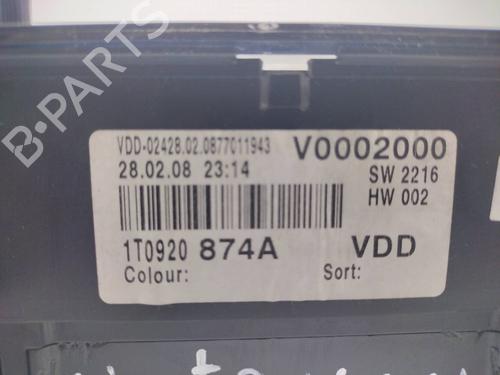 VDD-02428.02.0877011943 V0002000
28.02.08 23:14 SW 2216
HW 002
1T0920 874A VDD
Colour: Sort:
B-PARTS